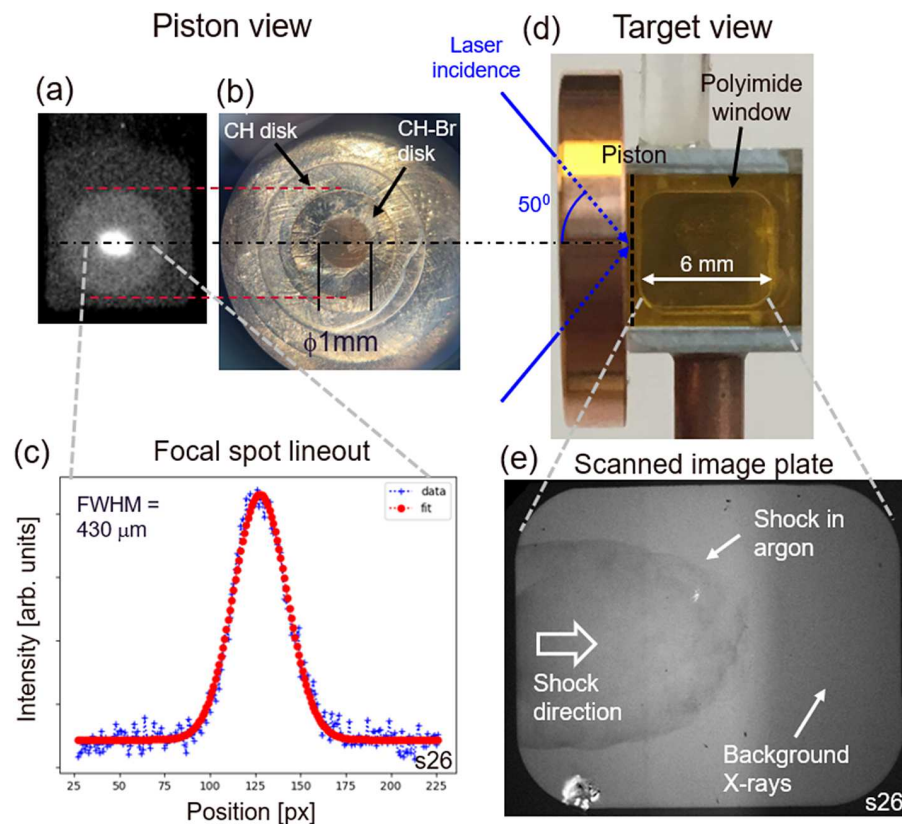 Piston view
Target view
(a)
(b)
CH disk
CH-Br
disk
ϕ1mm
Laser
incidence
(d)
Polyimide
window
Piston
50⁰
6 mm
(c)
Focal spot lineout
FWHM =
430 μm
data
fit
Intensity [arb. units]
s26
25
50
75
100
125
150
175
200
225
Position [px]
(e)
Scanned image plate
Shock in
argon
Shock
direction
Background
X-rays
s26